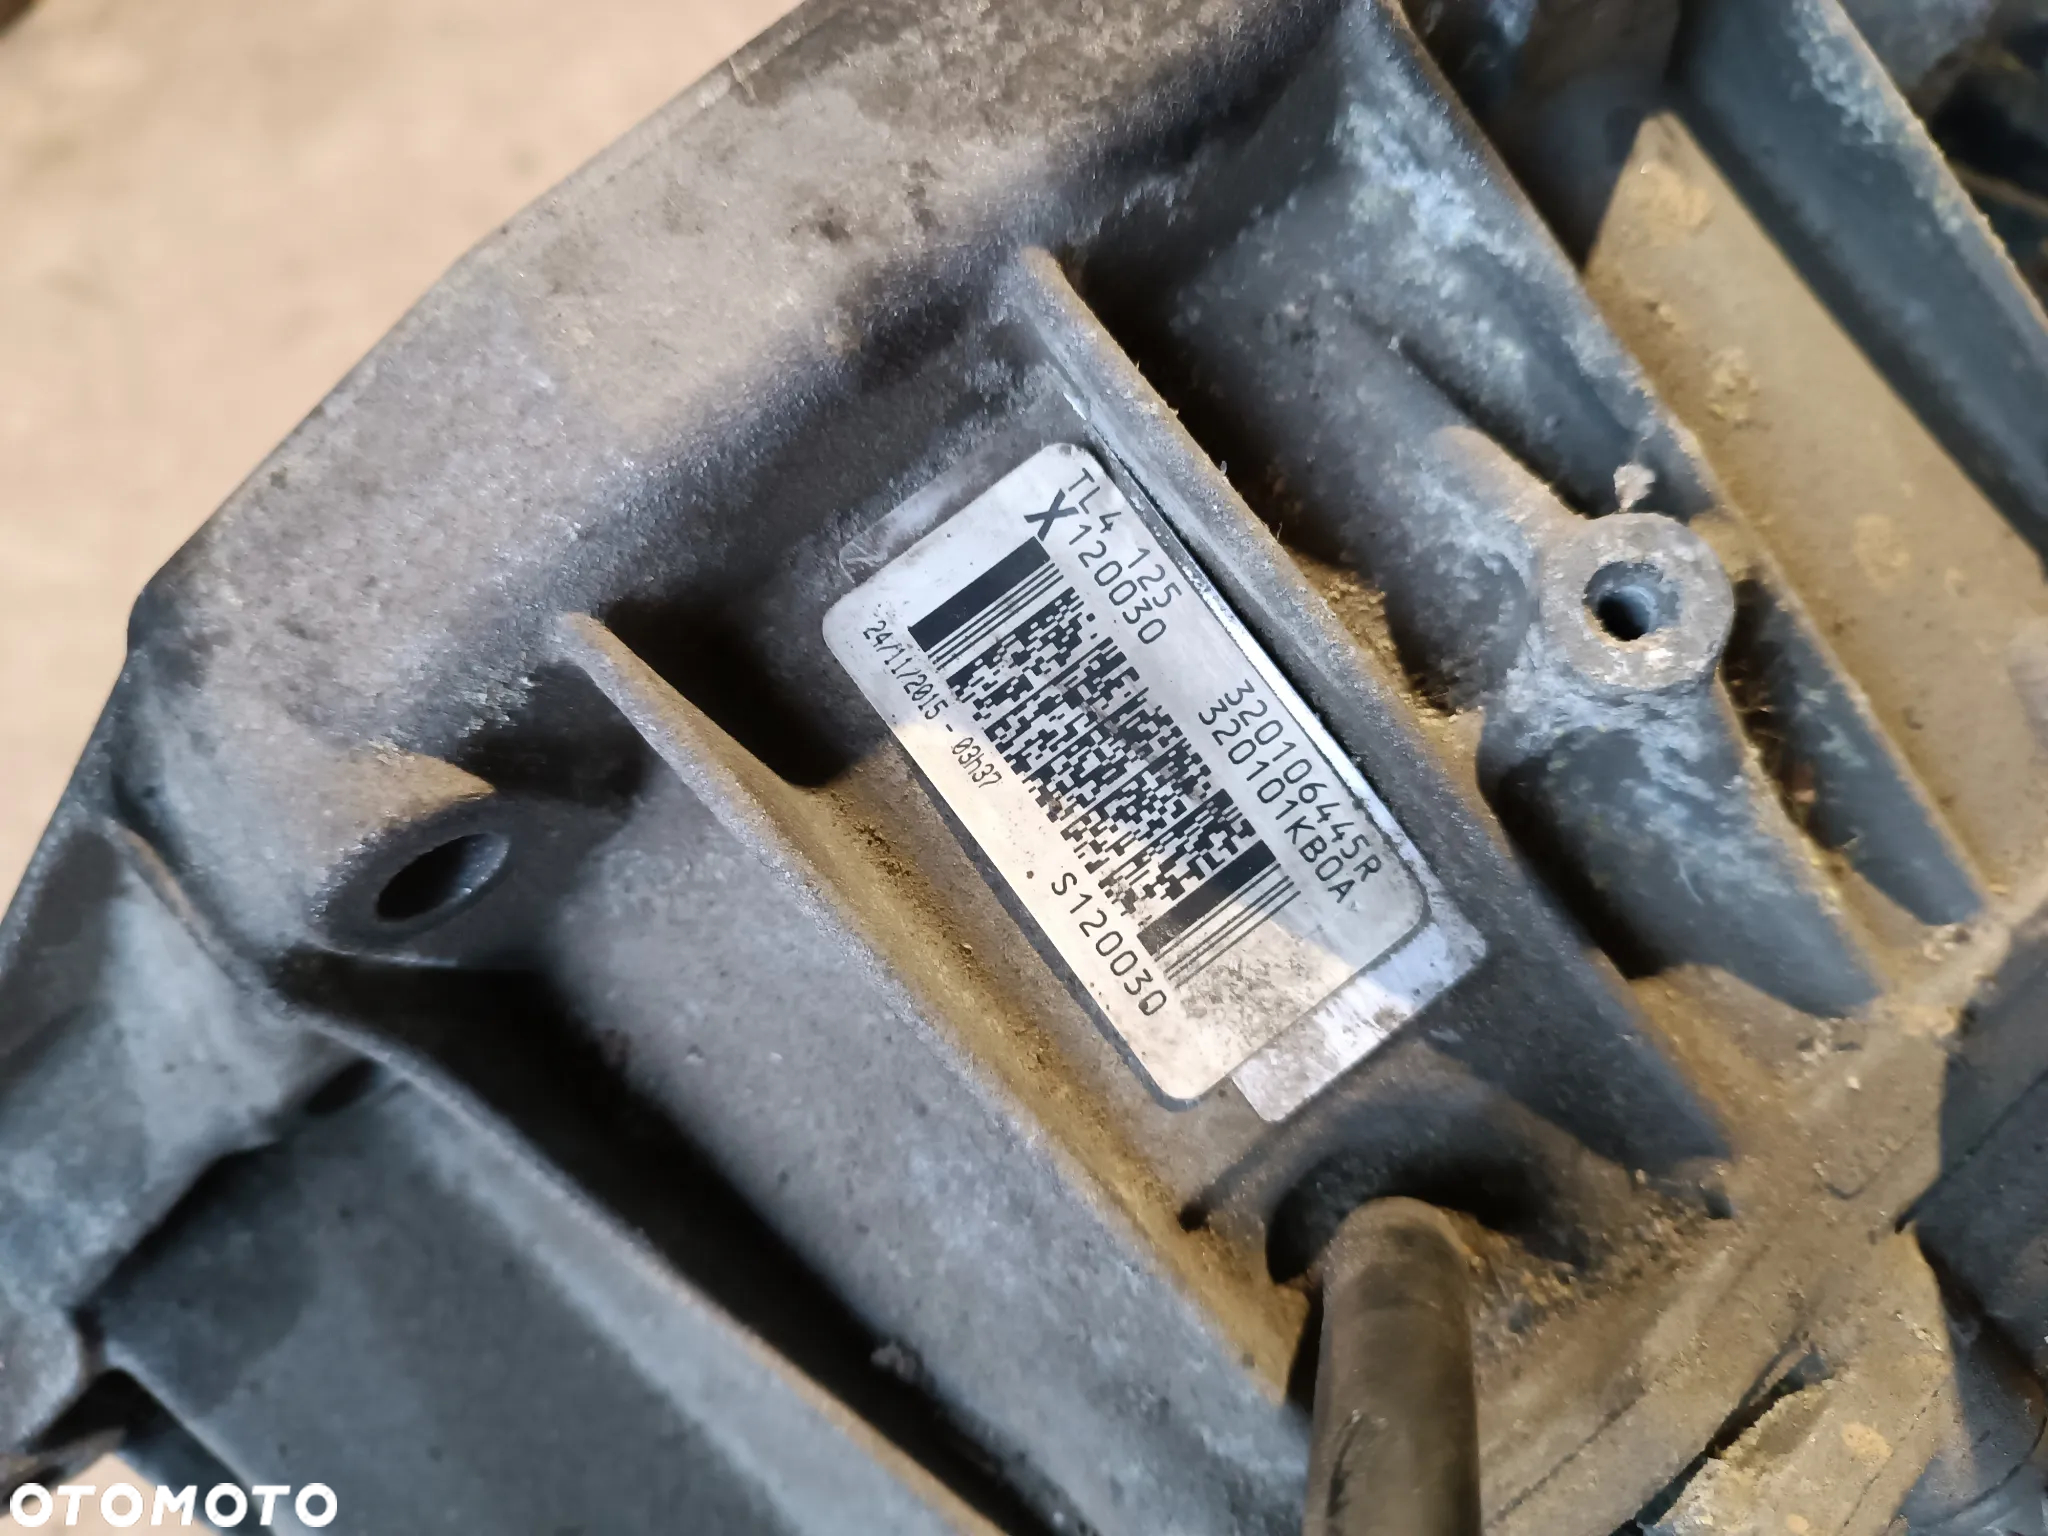 TL4 125 320106445R
X120030 320101KB0A
24/11/2015 - 03h37 S120030
OTOMOTO